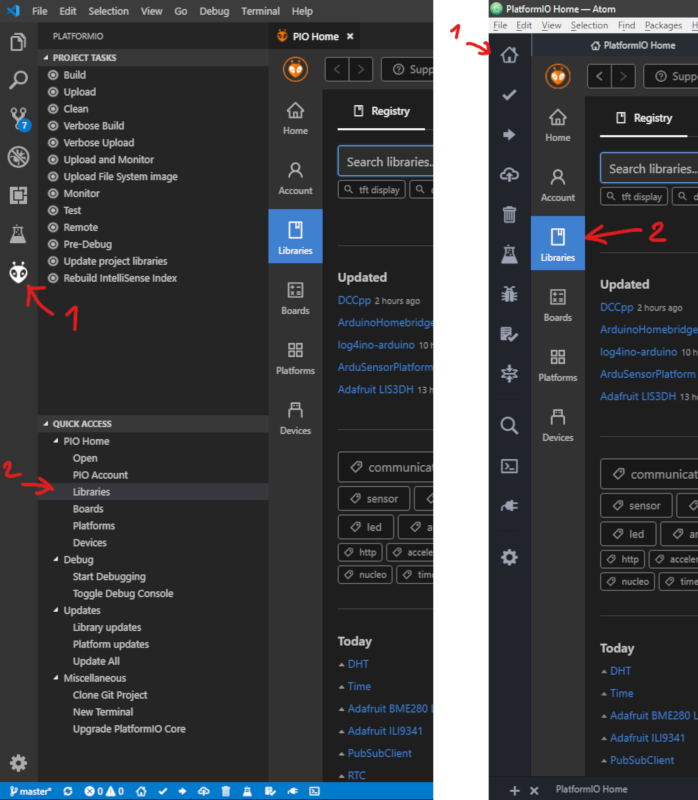 File Edit Selection View Go Debug Terminal Help
PLATFORMIO
PROJECT TASKS
Build
Upload
Clean
Verbose Build
Verbose Upload
Upload and Monitor
Upload File System image
Monitor
Test
Remote
Pre-Debug
Update project libraries
Rebuild IntelliSense Index
7
1
QUICK ACCESS
PIO Home
Open
PIO Account
2
Libraries
Boards
Platforms
Devices
Debug
Start Debugging
Toggle Debug Console
Updates
Library updates
Platform updates
Update All
Miscellaneous
Clone Git Project
New Terminal
Upgrade PlatformIO Core
master* 0 0
PIO Home ×
Supp
Home
Account
Libraries
Boards
Platforms
Devices
Registry
Search libraries..
tft display
Updated
DCCpp 2 hours ago
ArduinoHomebridge
log4ino-arduino 10 h
ArduSensorPlatform
Adafruit LIS3DH 13 h
communicat
sensor
led a
http accele
nucleo time
Today
DHT
Time
Adafruit BME280 L
Adafruit ILI9341
PubSubClient
RTC
PlatformIO Home — Atom
File Edit View Selection Find Packages H
1
PlatformIO Home
Supp
Home
Account
Libraries
Boards
Platforms
Devices
2
Registry
Search libraries...
tft display d
Updated
DCCpp 2 hours ago
ArduinoHomebridge
log4ino-arduino 10 h
ArduSensorPlatform
Adafruit LIS3DH 13 h
communicat
sensor
led ar
http acceler
nucleo time
Today
DHT
Time
Adafruit BME280 L
Adafruit ILI9341
PubSubClient
+ × PlatformIO Home